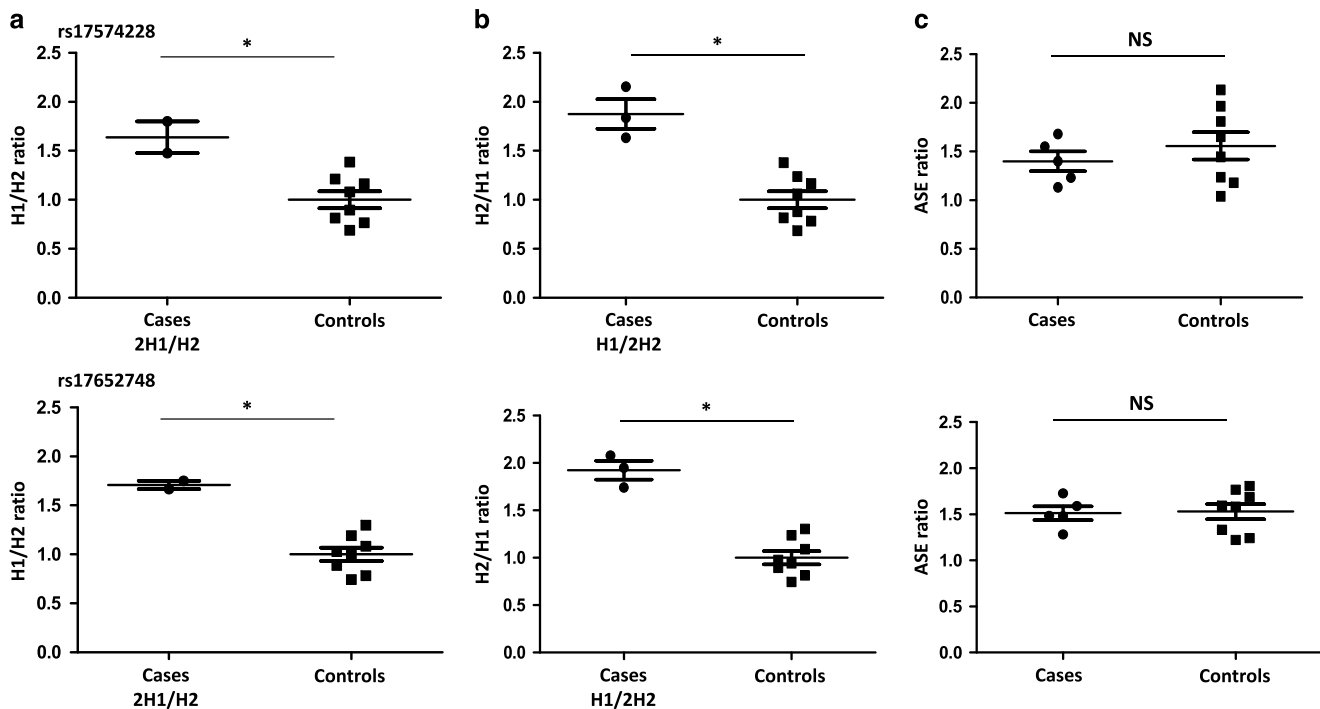 a
rs17574228
*
2.5
2.0
1.5
1.0
0.5
0.0
H1/H2 ratio
Cases
2H1/H2
Controls
b
*
2.5
2.0
1.5
1.0
0.5
0.0
H2/H1 ratio
Cases
H1/2H2
Controls
c
NS
2.5
2.0
1.5
1.0
0.5
0.0
ASE ratio
Cases
Controls
rs17652748
*
2.5
2.0
1.5
1.0
0.5
0.0
H1/H2 ratio
Cases
2H1/H2
Controls
*
2.5
2.0
1.5
1.0
0.5
0.0
H2/H1 ratio
Cases
H1/2H2
Controls
NS
2.5
2.0
1.5
1.0
0.5
0.0
ASE ratio
Cases
Controls